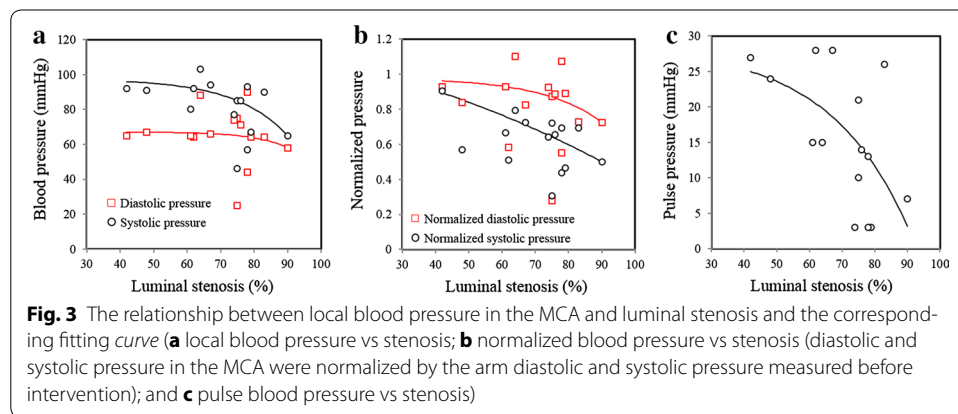 a
b
c
120
100
80
60
40
20
0
Blood pressure (mmHg)
Diastolic pressure
Systolic pressure
30 40 50 60 70 80 90 100
Luminal stenosis (%)
1.2
1
0.8
0.6
0.4
0.2
0
Normalized pressure
Normalized diastolic pressure
Normalized systolic pressure
30 40 50 60 70 80 90 100
Luminal stenosis (%)
30
25
20
15
10
5
0
Pulse pressure (mmHg)
30 40 50 60 70 80 90 100
Luminal stenosis (%)
Fig. 3 The relationship between local blood pressure in the MCA and luminal stenosis and the correspond-
ing fitting curve (a local blood pressure vs stenosis; b normalized blood pressure vs stenosis (diastolic and
systolic pressure in the MCA were normalized by the arm diastolic and systolic pressure measured before
intervention); and c pulse blood pressure vs stenosis)